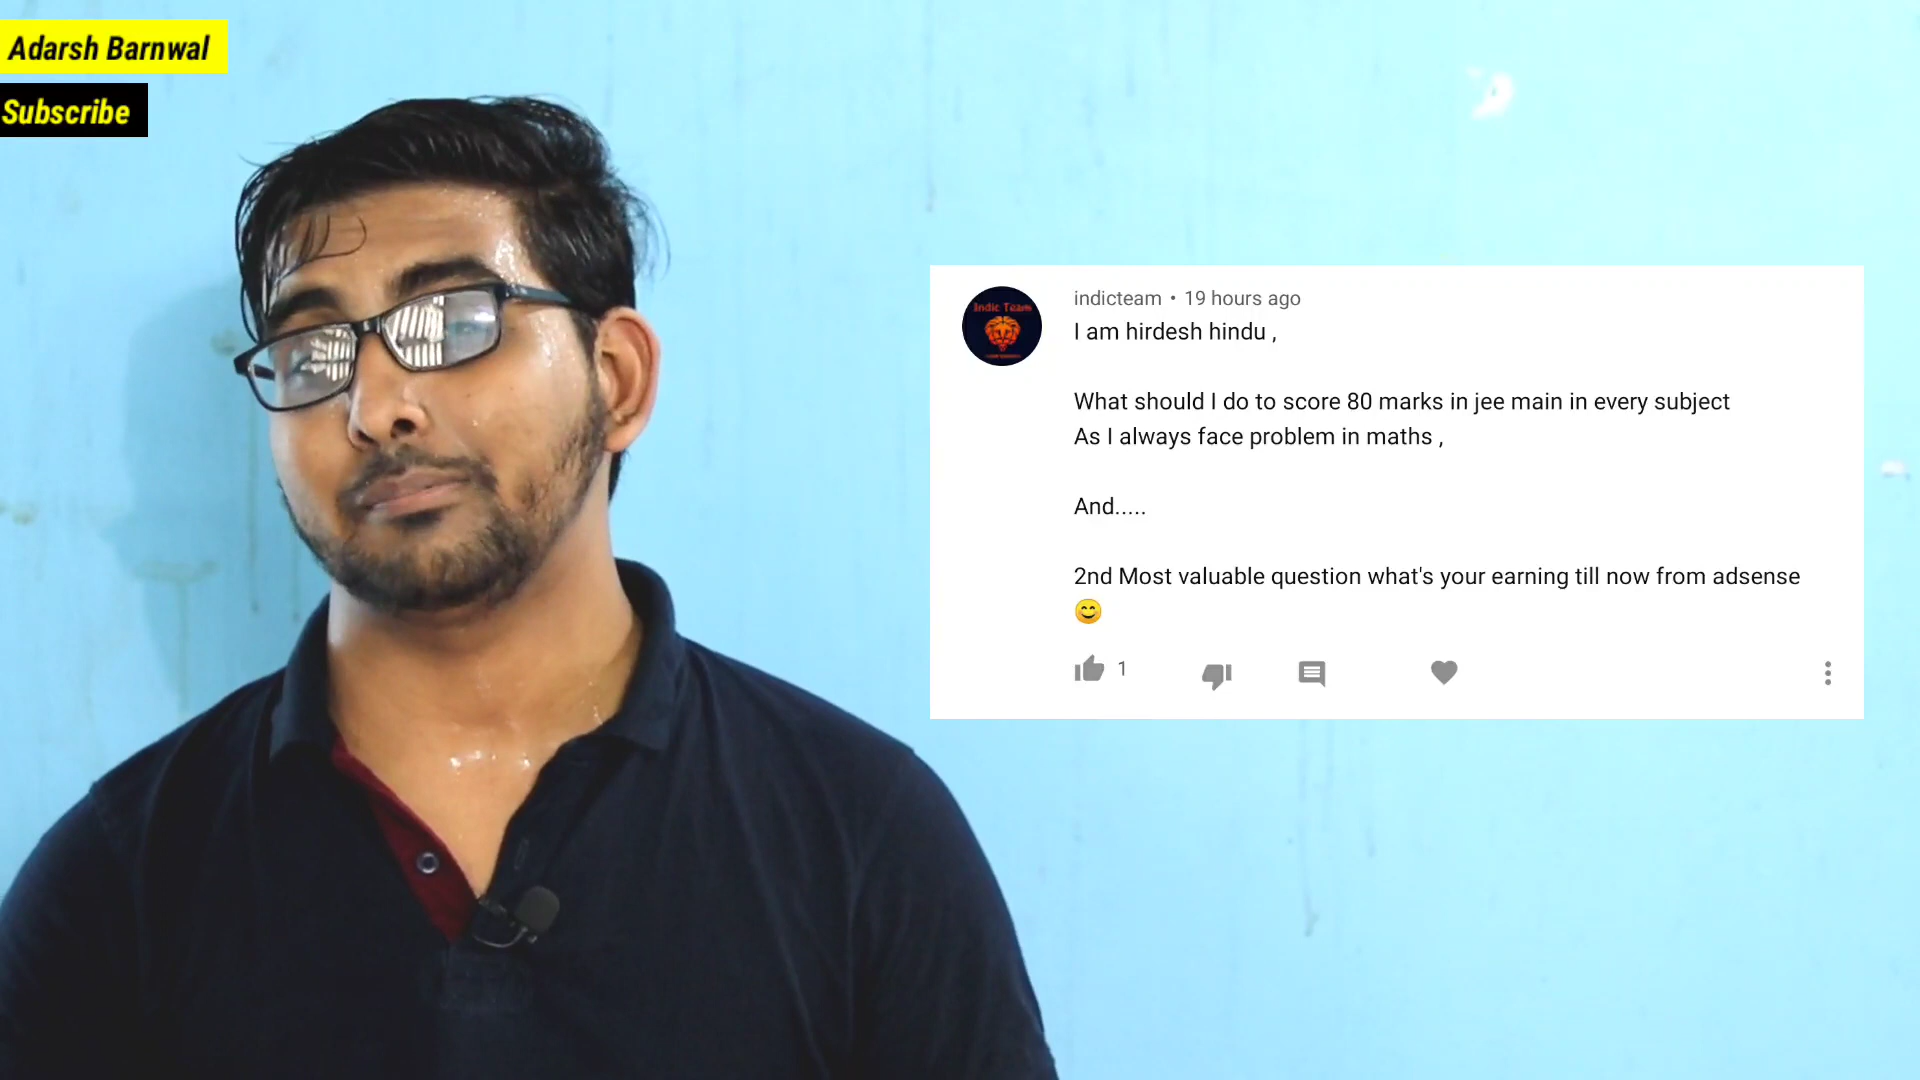 Adarsh Barnwal
Subscribe
Indic Team
indicteam • 19 hours ago
I am hirdesh hindu ,
What should I do to score 80 marks in jee main in every subject
As I always face problem in maths ,
And.....
2nd Most valuable question what's your earning till now from adsense
😊
1